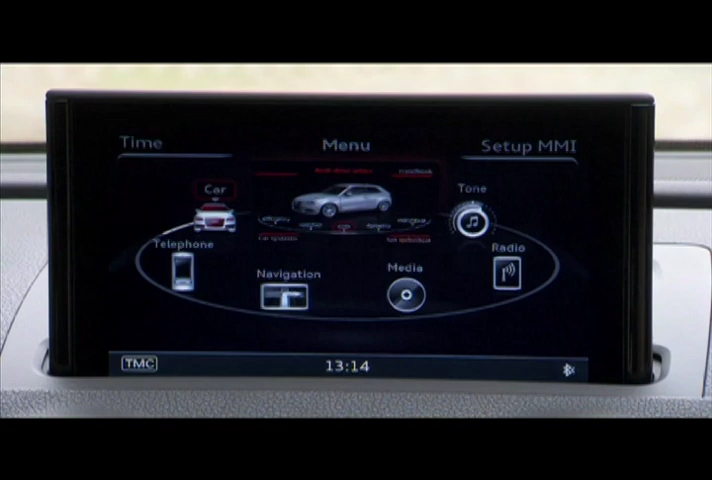 Time
Menu
Setup MMI
Car
Tone
Telephone
Radio
Navigation
Media
TMC
13:14